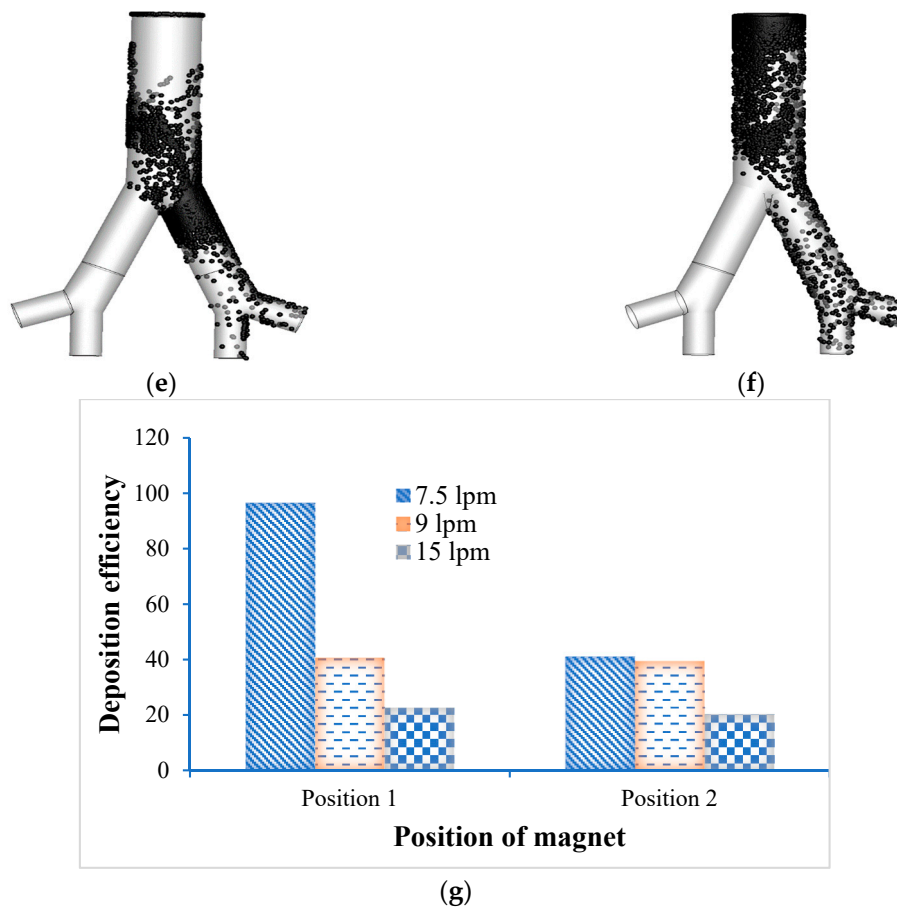 (e) (f)
120
100
80
60
40
20
0
Deposition efficiency
7.5 lpm
9 lpm
15 lpm
Position 1 Position 2
Position of magnet
(g)